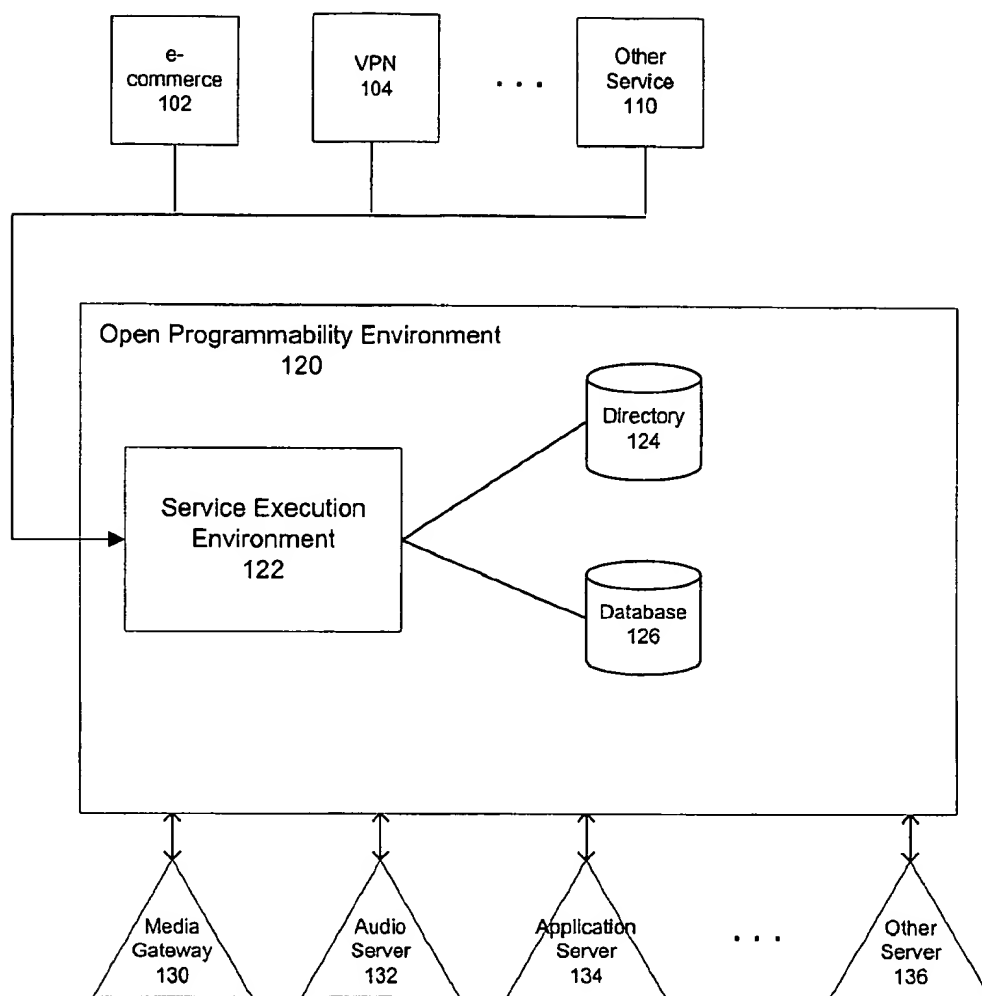 e-
commerce
102
VPN
104
. . .
Other
Service
110
Open Programmability Environment
120
Directory
124
Service Execution
Environment
122
Database
126
Media
Gateway
130
Audio
Server
132
Application
Server
134
. . .
Other
Server
136